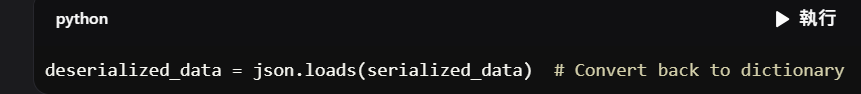 python
執行
deserialized_data = json.loads(serialized_data)  # Convert back to dictionary